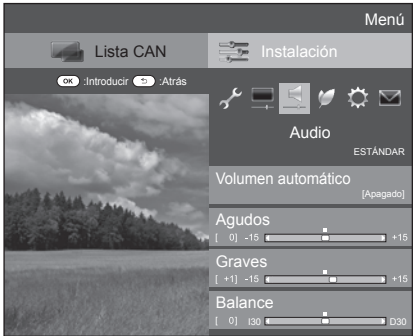 Menú
Lista CAN
Instalación
OK :Introducir :Atrás
Audio
ESTÁNDAR
Volumen automático
[Apagado]
Agudos
[ 0] -15 +15
Graves
[ +1] -15 +15
Balance
[ 0] I30 D30